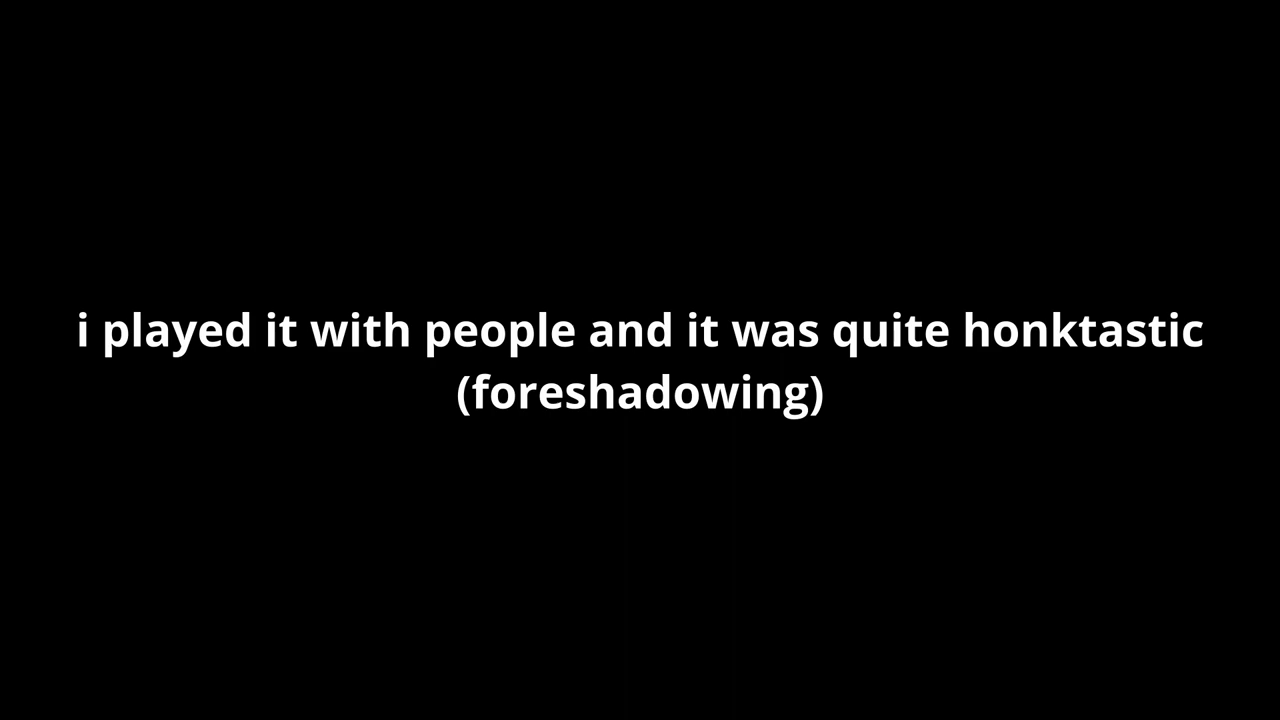 i played it with people and it was quite honktastic
(foreshadowing)